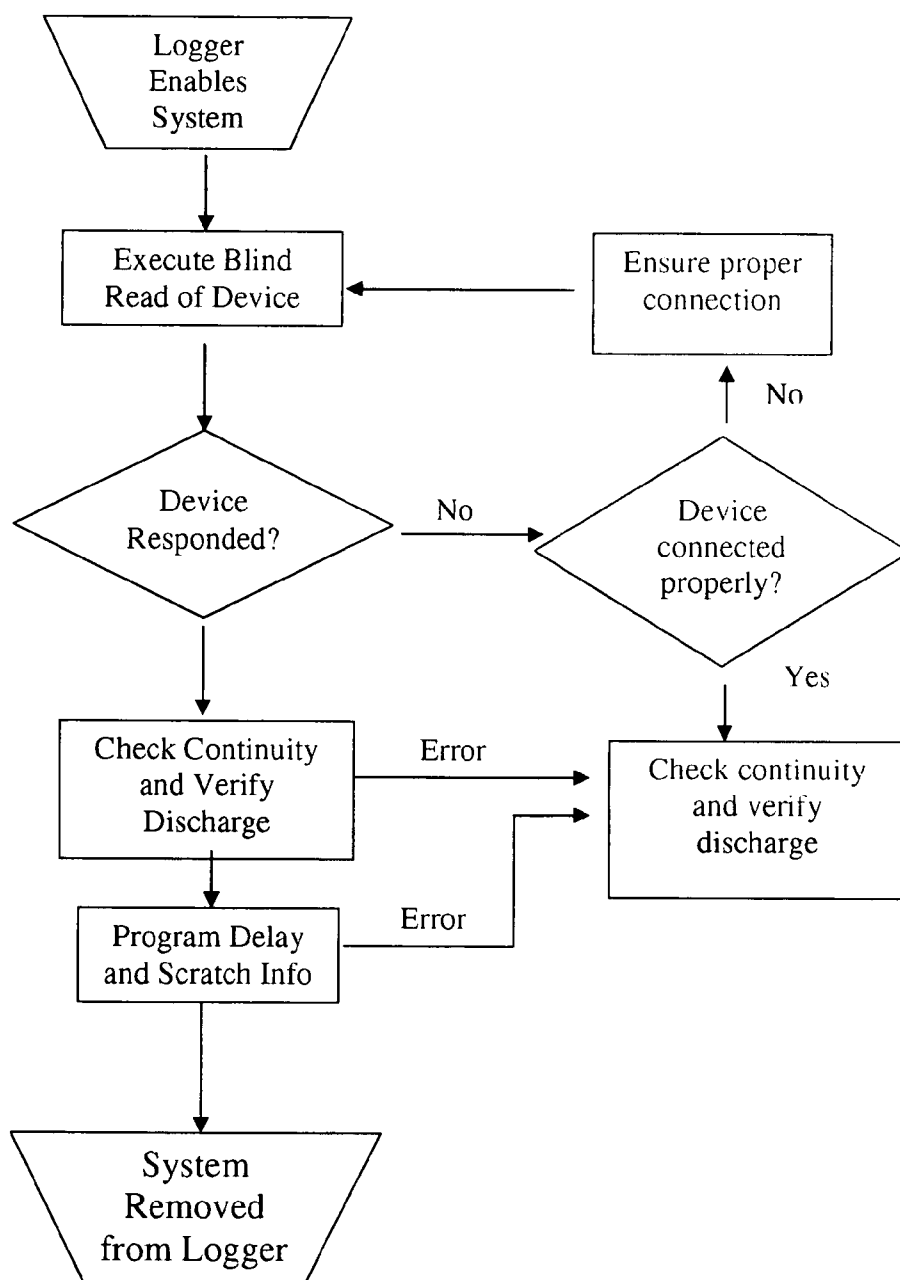 Logger
Enables
System
Execute Blind
Read of Device
Ensure proper
connection
No
Device
Responded?
No
Device
connected
properly?
Yes
Check Continuity
and Verify
Discharge
Error
Check continuity
and verify
discharge
Program Delay
and Scratch Info
Error
System
Removed
from Logger